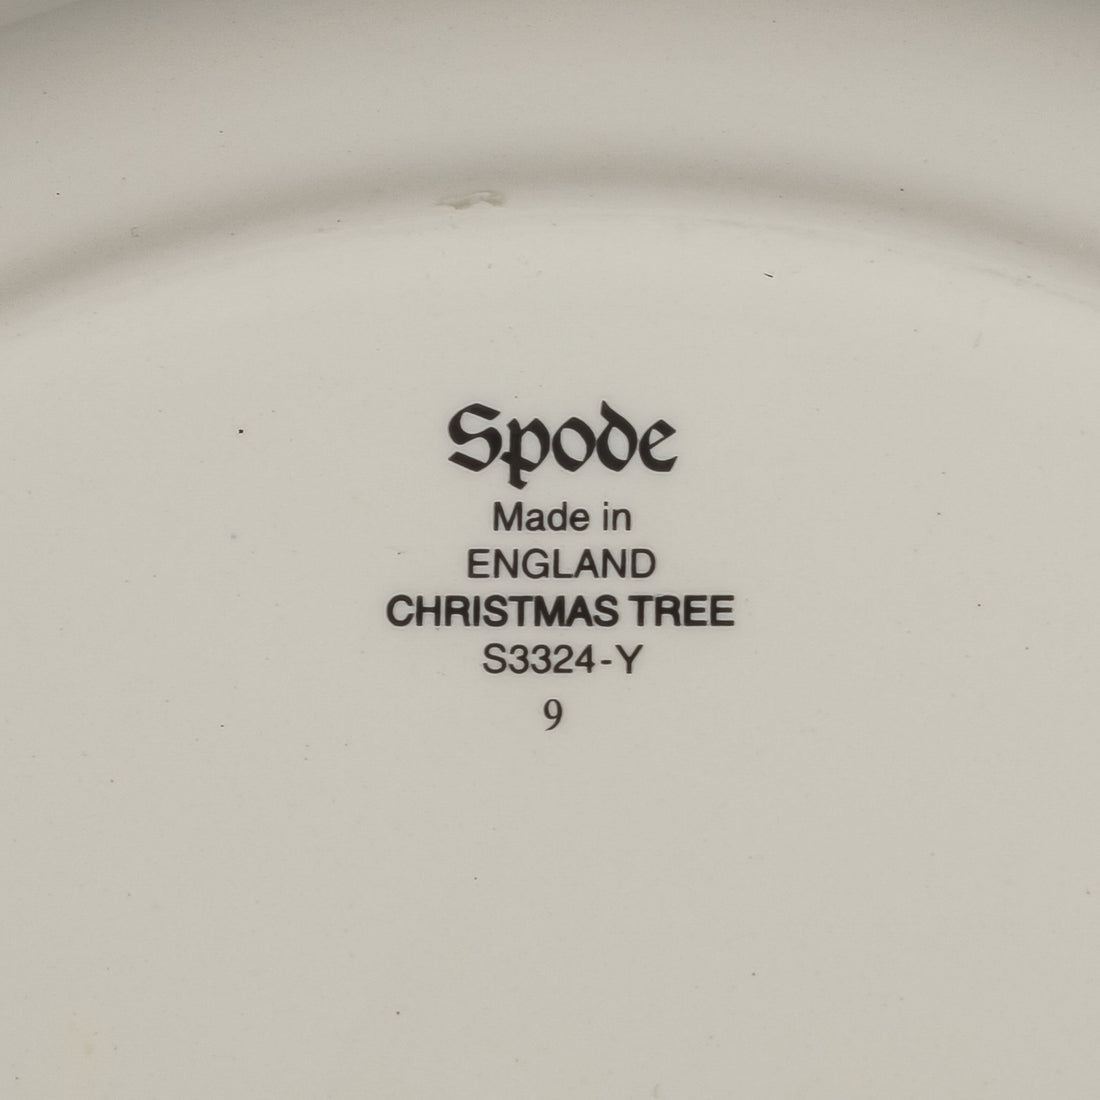 Spode
Made in
ENGLAND
CHRISTMAS TREE
S3324-Y
9